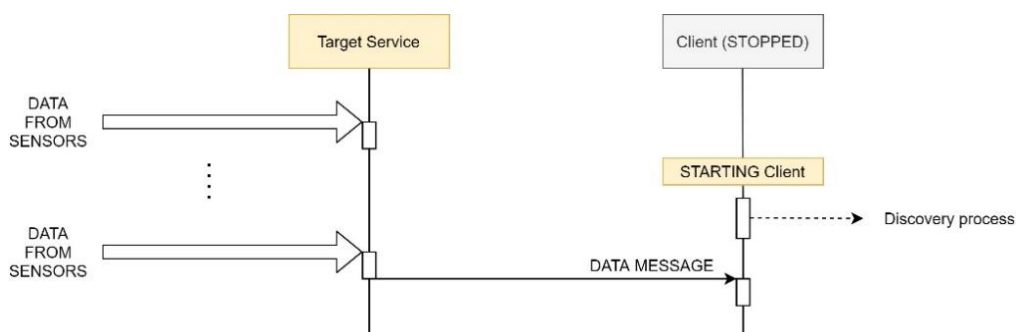 Target Service
Client (STOPPED)
DATA
FROM
SENSORS
STARTING Client
Discovery process
DATA
FROM
SENSORS
DATA MESSAGE